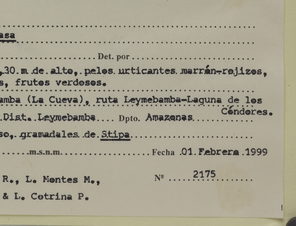 asa
Det. por
,30 m de alto, pelos urticantes marrón-rojizos,
s, frutos verdosos.
amba (La Cueva), ruta Leymebamba-Laguna de los
Cóndores.
Dist. Leymebamba Dpto. Amazonas
so, gramadales de Stipa
m.s.n.m. Fecha 01 Febrero 1999
R., L. Montes M., Nº 2175
& L. Cotrina P.